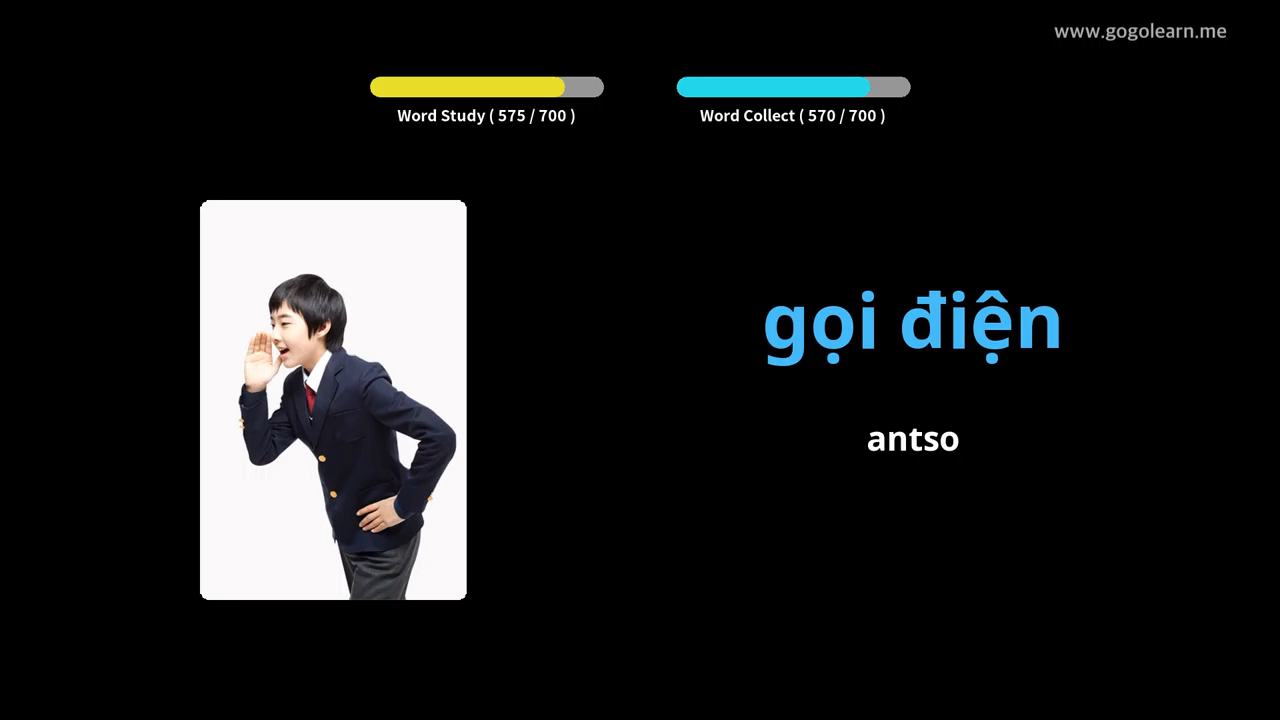 www.gogolearn.me
Word Study ( 575 / 700 )
Word Collect ( 570 / 700 )
gọi điện
antso